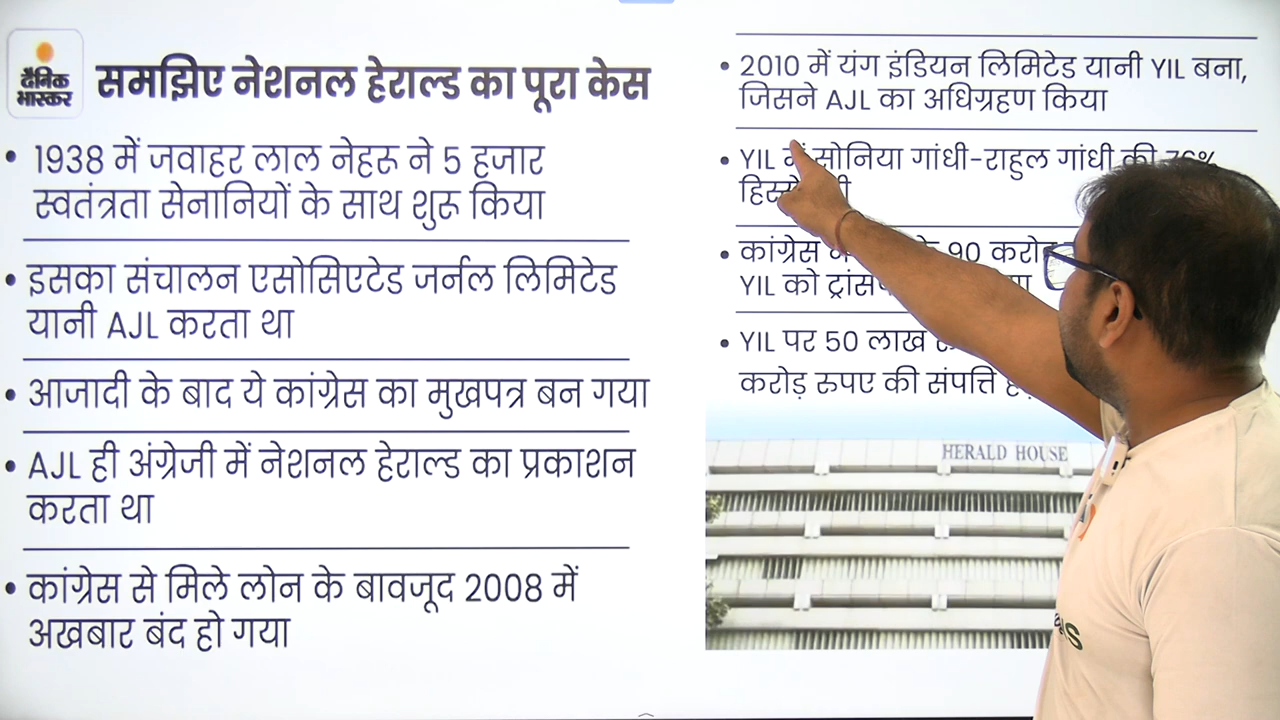 दैनिक
भास्कर
समझिए नेशनल हेराल्ड का पूरा केस
• 1938 में जवाहर लाल नेहरू ने 5 हजार
स्वतंत्रता सेनानियों के साथ शुरू किया
• इसका संचालन एसोसिएटेड जर्नल लिमिटेड
यानी AJL करता था
• आजादी के बाद ये कांग्रेस का मुखपत्र बन गया
• AJL ही अंग्रेजी में नेशनल हेराल्ड का प्रकाशन
करता था
• कांग्रेस से मिले लोन के बावजूद 2008 में
अखबार बंद हो गया
• 2010 में यंग इंडियन लिमिटेड यानी YIL बना,
जिसने AJL का अधिग्रहण किया
• YIL में सोनिया गांधी-राहुल गांधी की
• कांग्रेस 90 करोड़
YIL को
• YIL पर 50 लाख
करोड़ रुपए की संपत्ति
HERALD HOUSE